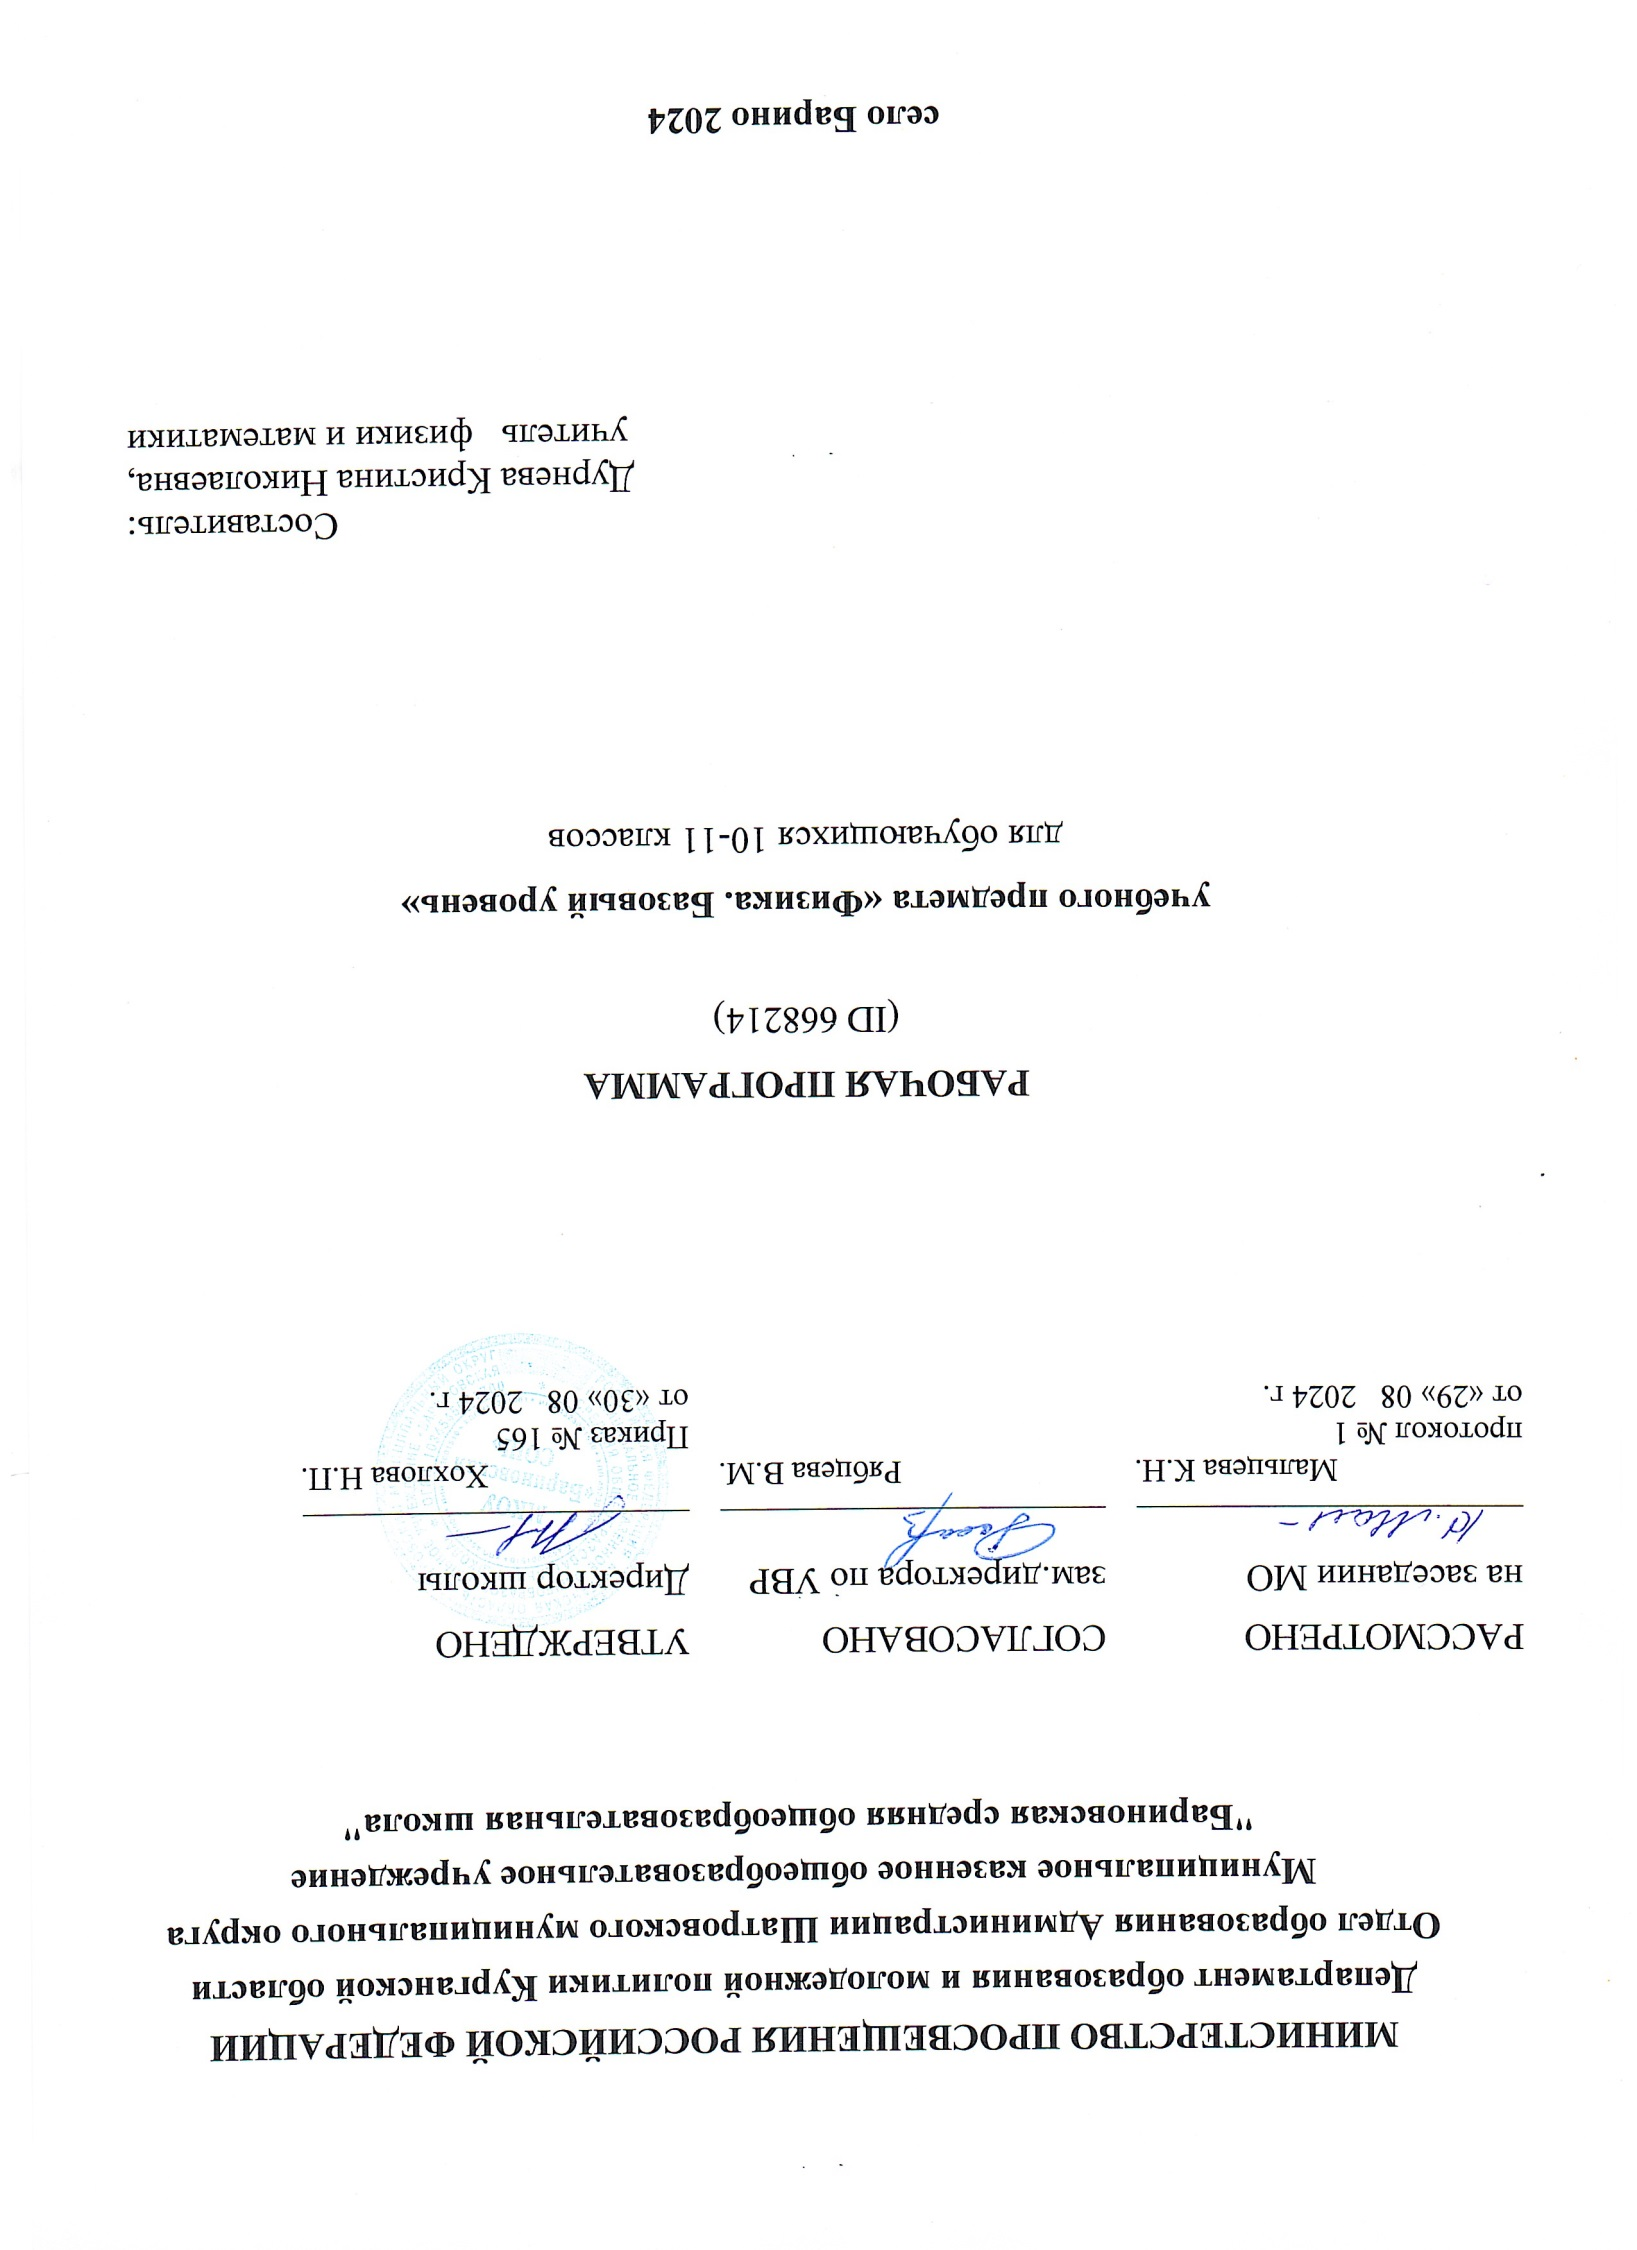 МИНИСТЕРСТВО ПРОСВЕЩЕНИЯ РОССИЙСКОЙ ФЕДЕРАЦИИ
Департамент образования и молодежной политики Курганской области
Отдел образования Администрации Шатровского муниципального округа
Муниципальное казенное общеобразовательное учреждение
"Бариновская средняя общеобразовательная школа"
РАССМОТРЕНО
на заседании МО
Мальцева К.Н.
протокол № 1
от «29» 08 2024 г.
СОГЛАСОВАНО
зам.директора по УВР
Рябцева В.М.
УТВЕРЖДЕНО
Директор школы
Хохлова Н.П.
Приказ № 165
от «30» 08 2024 г.
РАБОЧАЯ ПРОГРАММА
(ID 668214)
учебного предмета «Физика. Базовый уровень»
для обучающихся 10-11 классов
Составитель:
Дурнева Кристина Николаевна,
учитель физики и математики
село Барино 2024